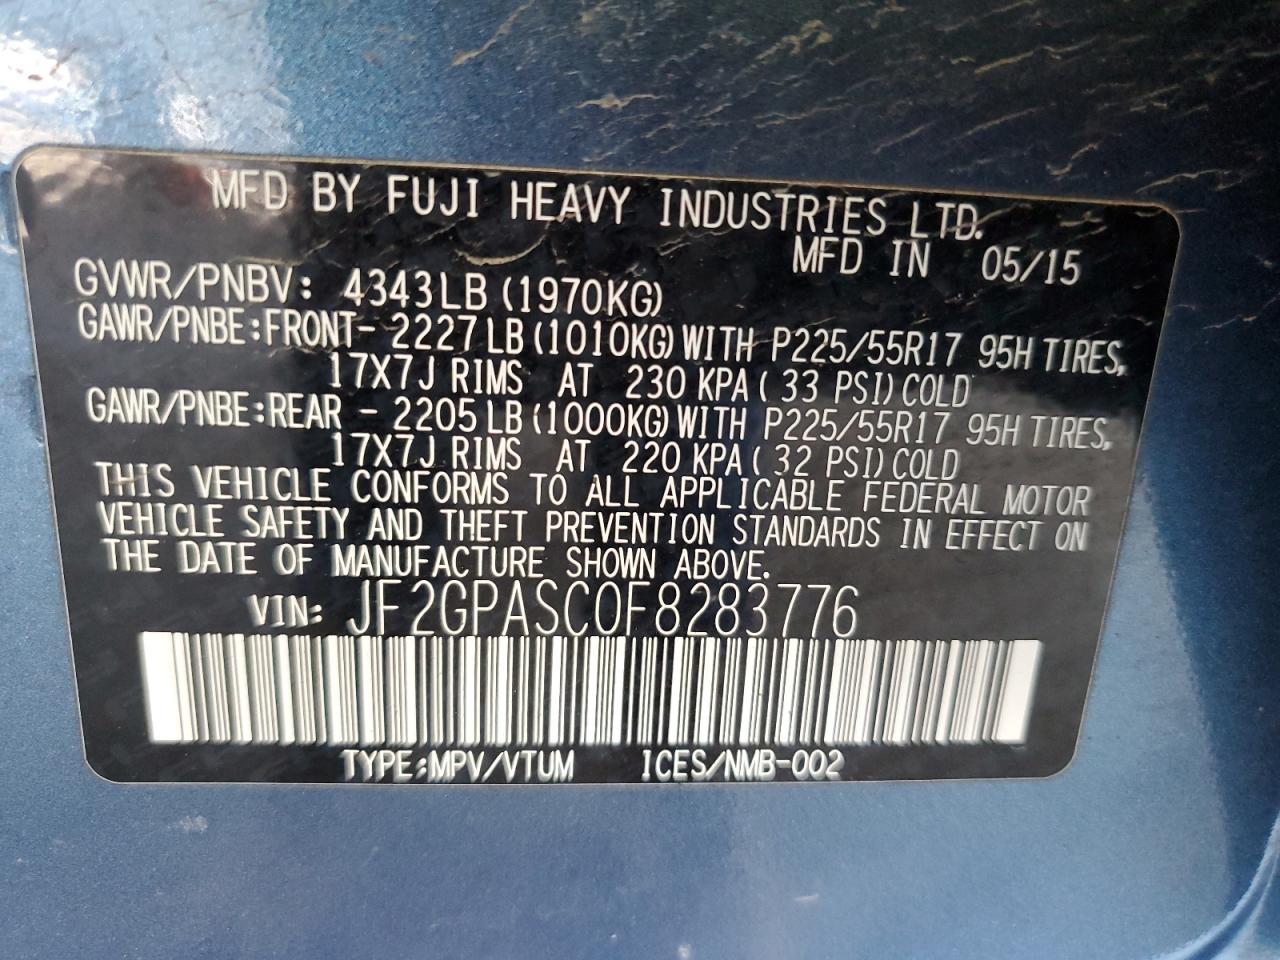 MFD BY FUJI HEAVY INDUSTRIES LTD.
MFD IN 05/15
GVWR/PNBV: 4343LB (1970KG)
GAWR/PNBE:FRONT- 2227LB(1010KG)WITH P225/55R17 95H TIRES,
17X7J RIMS AT 230 KPA( 33 PSI)COLD
GAWR/PNBE:REAR - 2205LB(1000KG)WITH P225/55R17 95H TIRES,
17X7J RIMS AT 220 KPA( 32 PSI)COLD
THIS VEHICLE CONFORMS TO ALL APPLICABLE FEDERAL MOTOR
VEHICLE SAFETY AND THEFT PREVENTION STANDARDS IN EFFECT ON
THE DATE OF MANUFACTURE SHOWN ABOVE.
VIN: JF2GPASC0F8283776
TYPE:MPV/VTUM ICES/NMB-002